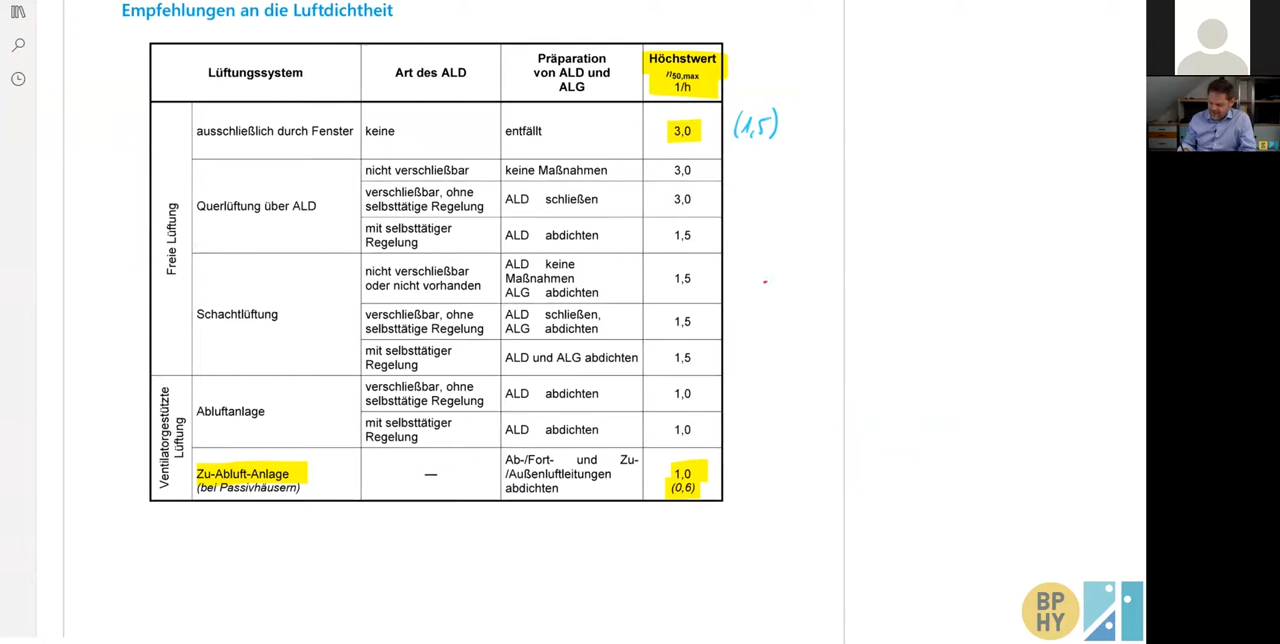 Empfehlungen an die Luftdichtheit
Lüftungssystem
Art des ALD
Präparation
von ALD und
ALG
Höchstwert
n50,max
1/h
Freie Lüftung
ausschließlich durch Fenster
keine
entfällt
3,0
(1,5)
Querlüftung über ALD
nicht verschließbar
keine Maßnahmen
3,0
verschließbar, ohne
selbsttätige Regelung
ALD schließen
3,0
mit selbsttätiger
Regelung
ALD abdichten
1,5
Schachtlüftung
nicht verschließbar
oder nicht vorhanden
ALD keine
Maßnahmen
ALG abdichten
1,5
verschließbar, ohne
selbsttätige Regelung
ALD schließen,
ALG abdichten
1,5
mit selbsttätiger
Regelung
ALD und ALG abdichten
1,5
Ventilatorgestützte
Lüftung
Abluftanlage
verschließbar, ohne
selbsttätige Regelung
ALD abdichten
1,0
mit selbsttätiger
Regelung
ALD abdichten
1,0
Zu-Abluft-Anlage
(bei Passivhäusern)
—
Ab-/Fort- und Zu-
/Außenluftleitungen
abdichten
1,0
(0,6)
BP
HY